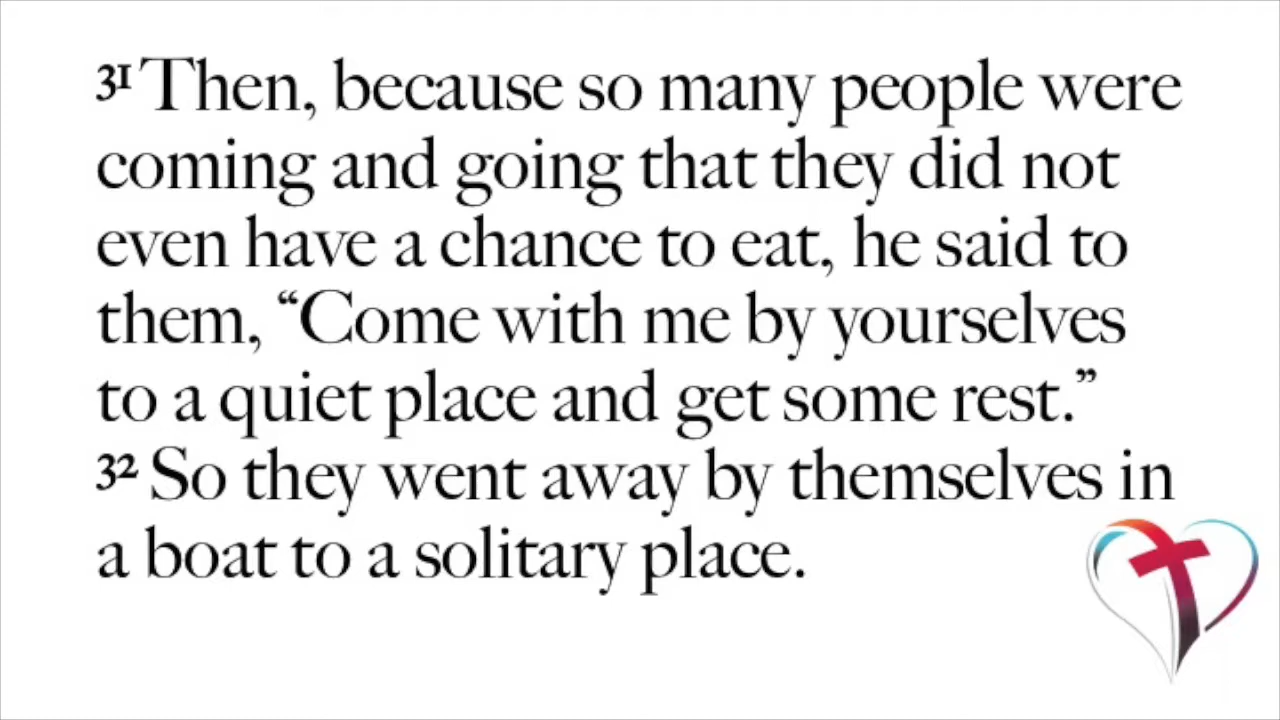 31 Then, because so many people were
coming and going that they did not
even have a chance to eat, he said to
them, “Come with me by yourselves
to a quiet place and get some rest.”
32 So they went away by themselves in
a boat to a solitary place.